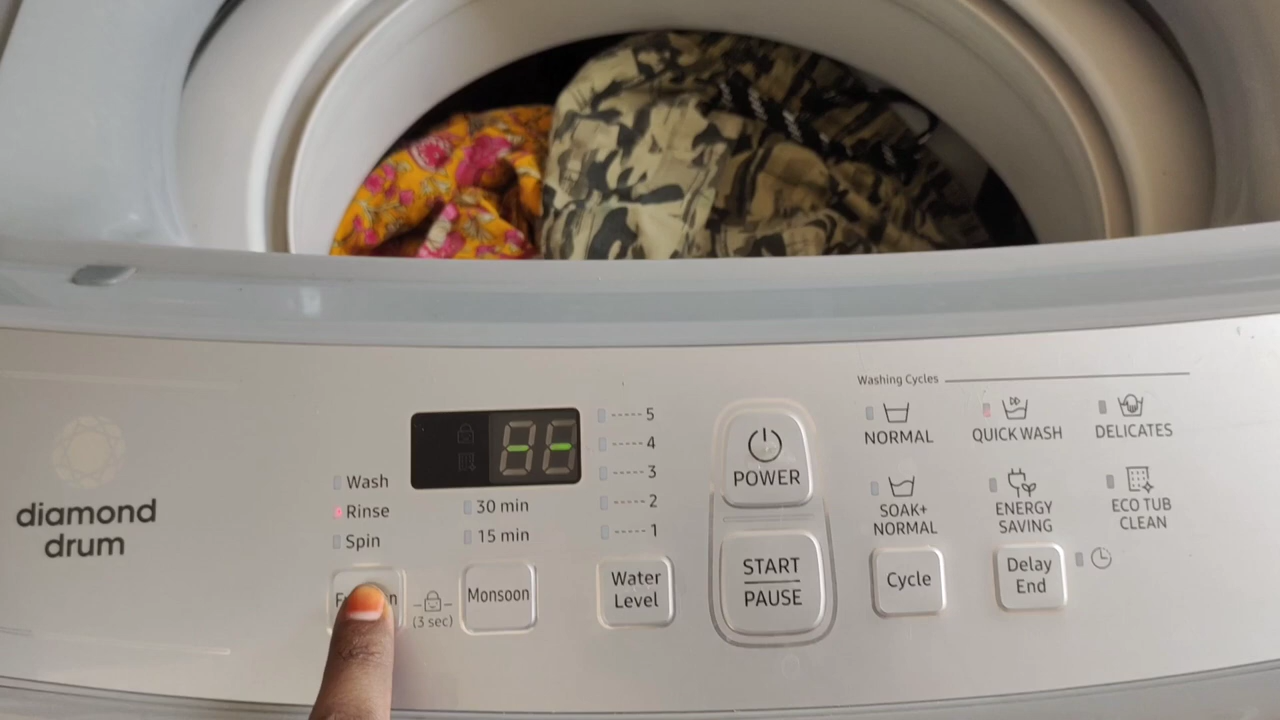 diamond
drum
Wash
Rinse
Spin
30 min
15 min
(3 sec)
Monsoon
5
4
3
2
1
Water
Level
POWER
START
PAUSE
Washing Cycles
NORMAL
QUICK WASH
DELICATES
SOAK+
NORMAL
ENERGY
SAVING
ECO TUB
CLEAN
Cycle
Delay
End